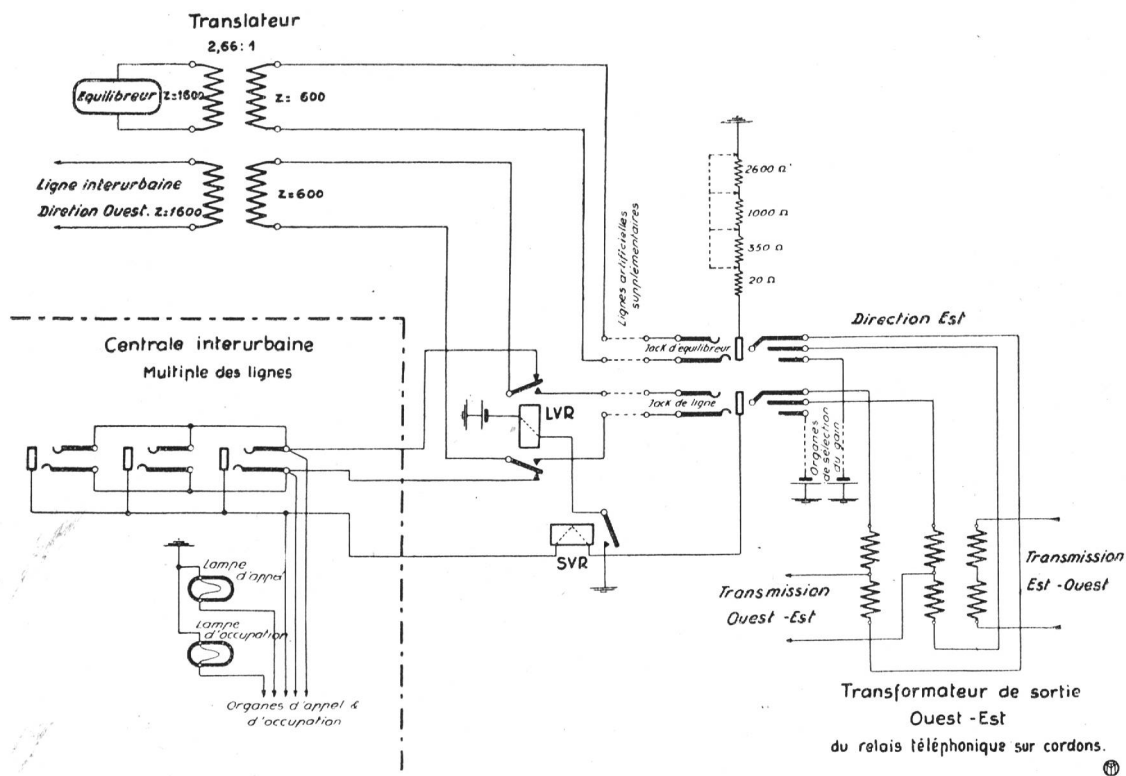 Translateur
2,66:1
Equilibreur
Z=1600
Z= 600
Ligne interurbaine
Diretion Ouest.
Z=1600
Z=600
2600 Ω
1000 Ω
350 Ω
20 Ω
Lignes artificielles
supplémentaires
Direction Est
Jack d'équilibreur
Jack de ligne
Centrale interurbaine
Multiple des lignes
LVR
Organes
de sélection
du gain
SVR
Lampe
d'appel
Lampe
d'occupation
Organes d'appel &
d'occupation
Transmission
Ouest -Est
Transmission
Est -Ouest
Transformateur de sortie
Ouest -Est
du relais téléphonique sur cordons.